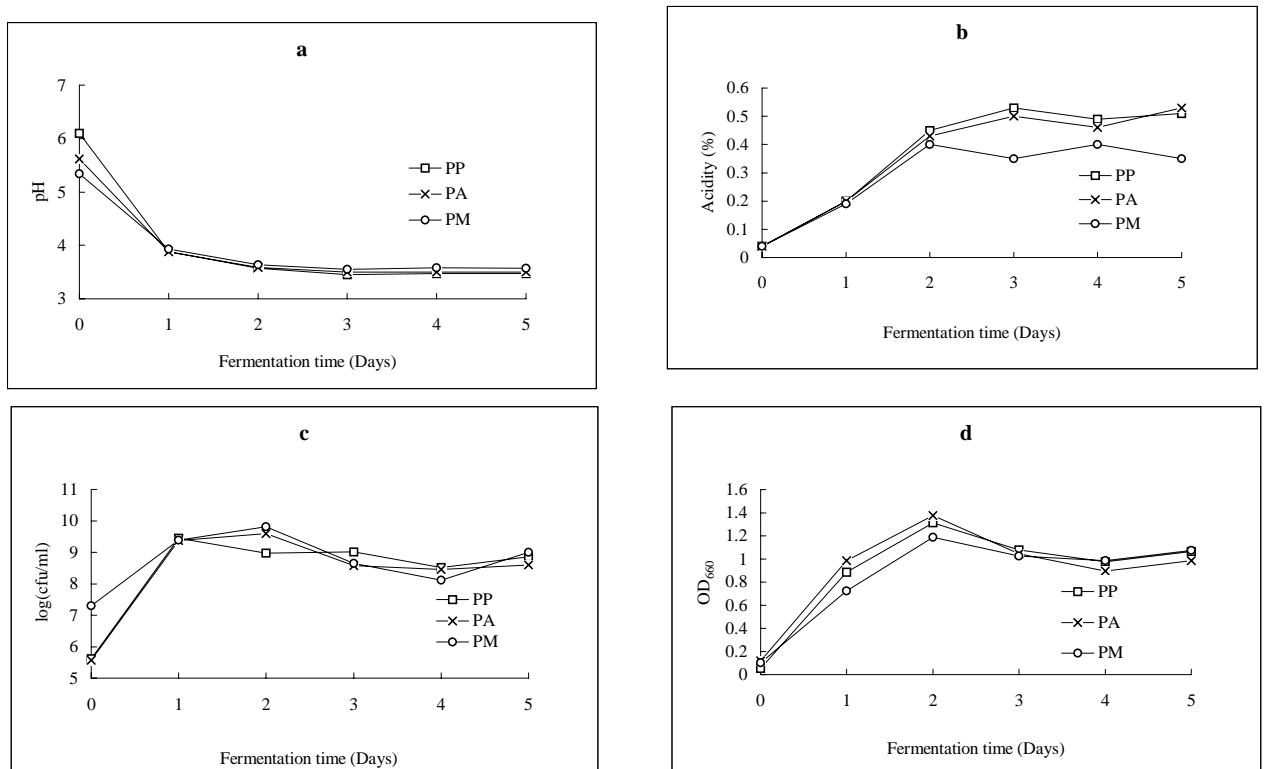 a
7
6
5
4
3
pH
0 1 2 3 4 5
Fermentation time (Days)
PP
PA
PM
b
0.6
0.5
0.4
0.3
0.2
0.1
0
Acidity (%)
0 1 2 3 4 5
Fermentation time (Days)
PP
PA
PM
c
11
10
9
8
7
6
5
log(cfu/ml)
0 1 2 3 4 5
Fermentation time (Days)
PP
PA
PM
d
1.6
1.4
1.2
1
0.8
0.6
0.4
0.2
0
OD660
0 1 2 3 4 5
Fermentation time (Days)
PP
PA
PM